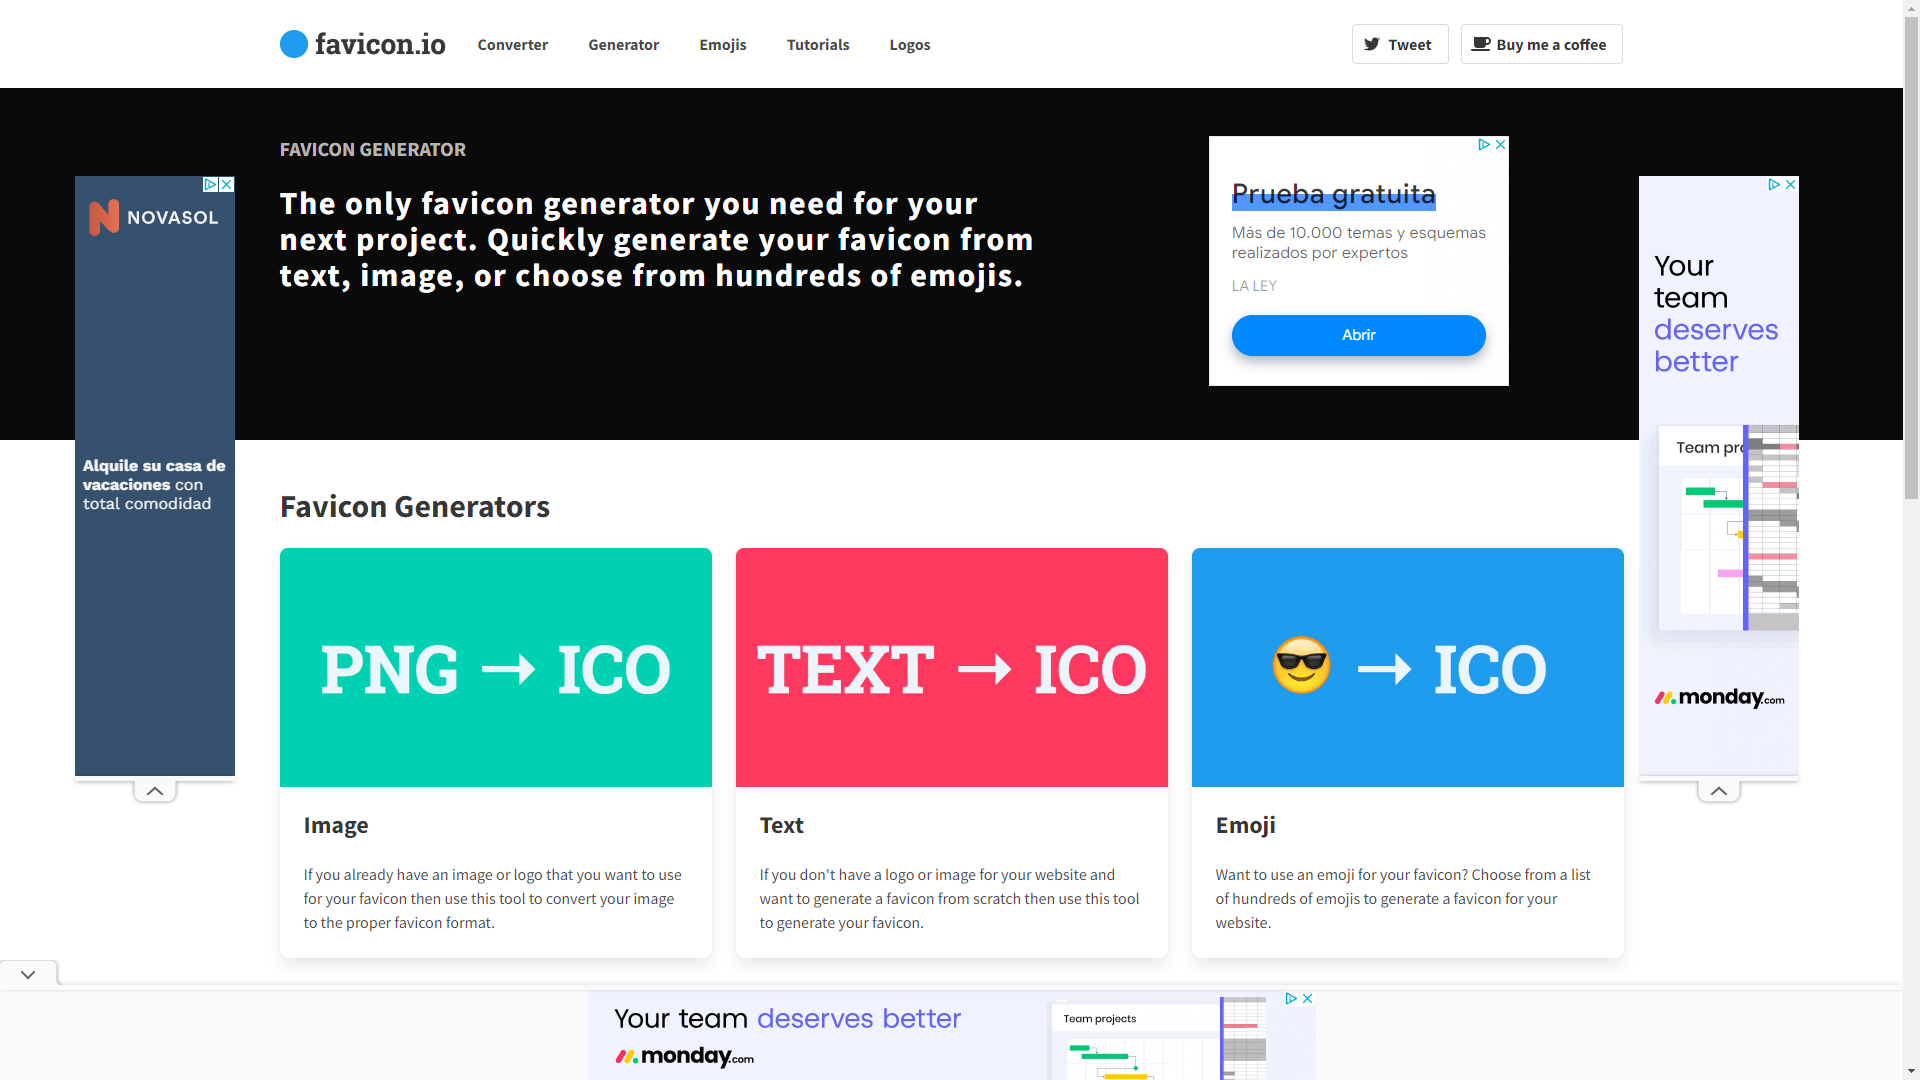 favicon.io
Converter
Generator
Emojis
Tutorials
Logos
Tweet
Buy me a coffee
FAVICON GENERATOR
The only favicon generator you need for your
next project. Quickly generate your favicon from
text, image, or choose from hundreds of emojis.
Prueba gratuita
Más de 10.000 temas y esquemas
realizados por expertos
LA LEY
Abrir
NOVASOL
Alquile su casa de
vacaciones con
total comodidad
Your
team
deserves
better
Team pro
monday.com
Favicon Generators
PNG → ICO
TEXT → ICO
😎 → ICO
Image
If you already have an image or logo that you want to use
for your favicon then use this tool to convert your image
to the proper favicon format.
Text
If you don't have a logo or image for your website and
want to generate a favicon from scratch then use this tool
to generate your favicon.
Emoji
Want to use an emoji for your favicon? Choose from a list
of hundreds of emojis to generate a favicon for your
website.
Your team deserves better
monday.com
Team projects